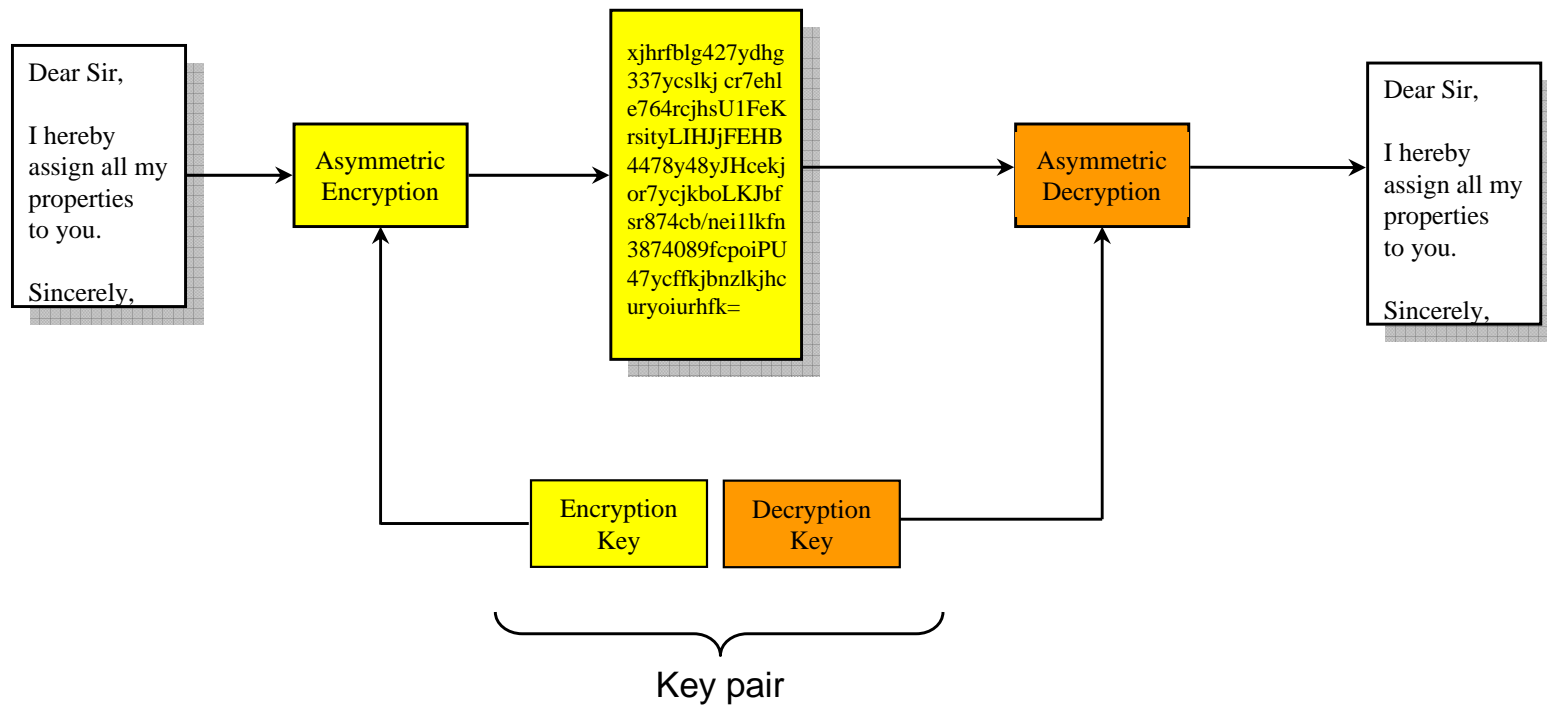 Dear Sir,
I hereby
assign all my
properties
to you.
Sincerely,
Asymmetric
Encryption
xjhrfblg427ydhg
337ycslkj cr7ehl
e764rcjhsU1FeK
rsityLIHJjFEHB
4478y48yJHcekj
or7ycjkboLKJbf
sr874cb/nei1lkfn
3874089fcpoiPU
47ycffkjbnzlkjhc
uryoiurhfk=
Asymmetric
Decryption
Dear Sir,
I hereby
assign all my
properties
to you.
Sincerely,
Encryption
Key
Decryption
Key
Key pair